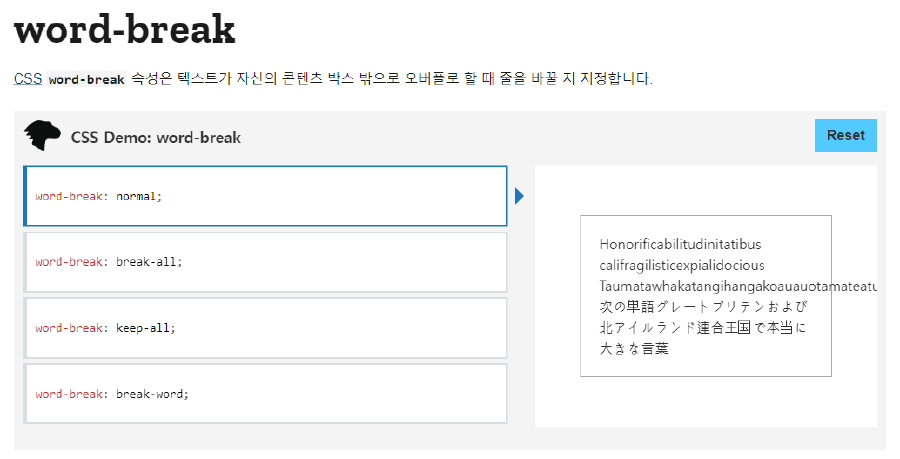 word-break
CSS word-break 속성은 텍스트가 자신의 콘텐츠 박스 밖으로 오버플로 할 때 줄을 바꿀 지 지정합니다.
CSS Demo: word-break
Reset
word-break: normal;
word-break: break-all;
word-break: keep-all;
word-break: break-word;
Honorificabilitudinitatibus
califragilisticexpialidocious
Taumatawhakatangihangakoauauotamateatu
次の単語グレートブリテンおよび
北アイルランド連合王国で本当に
大きな言葉